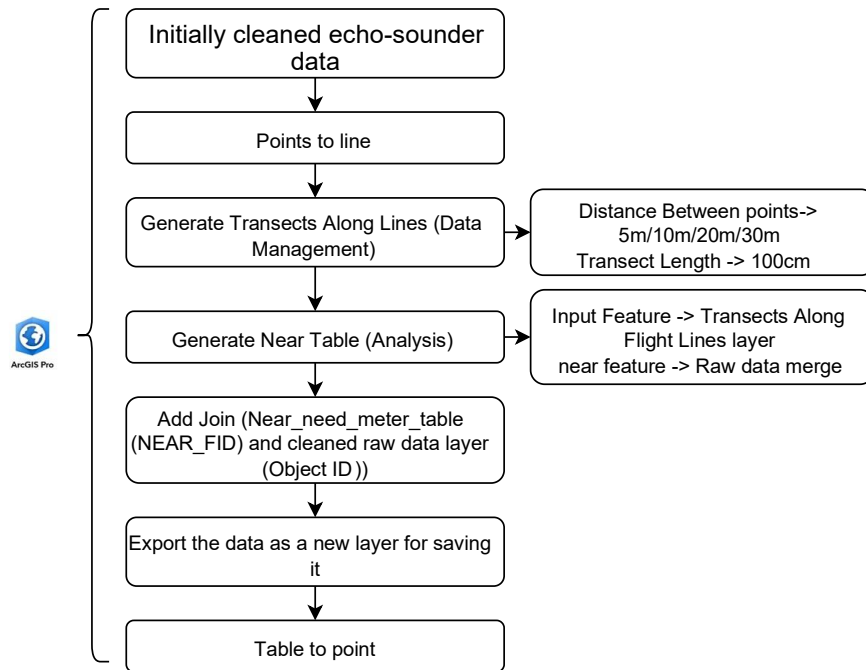 Initially cleaned echo-sounder
data
Points to line
Generate Transects Along Lines (Data
Management)
Distance Between points->
5m/10m/20m/30m
Transect Length -> 100cm
Generate Near Table (Analysis)
Input Feature -> Transects Along
Flight Lines layer
near feature -> Raw data merge
ArcGIS Pro
Add Join (Near_need_meter_table
(NEAR_FID) and cleaned raw data layer
(Object ID))
Export the data as a new layer for saving
it
Table to point